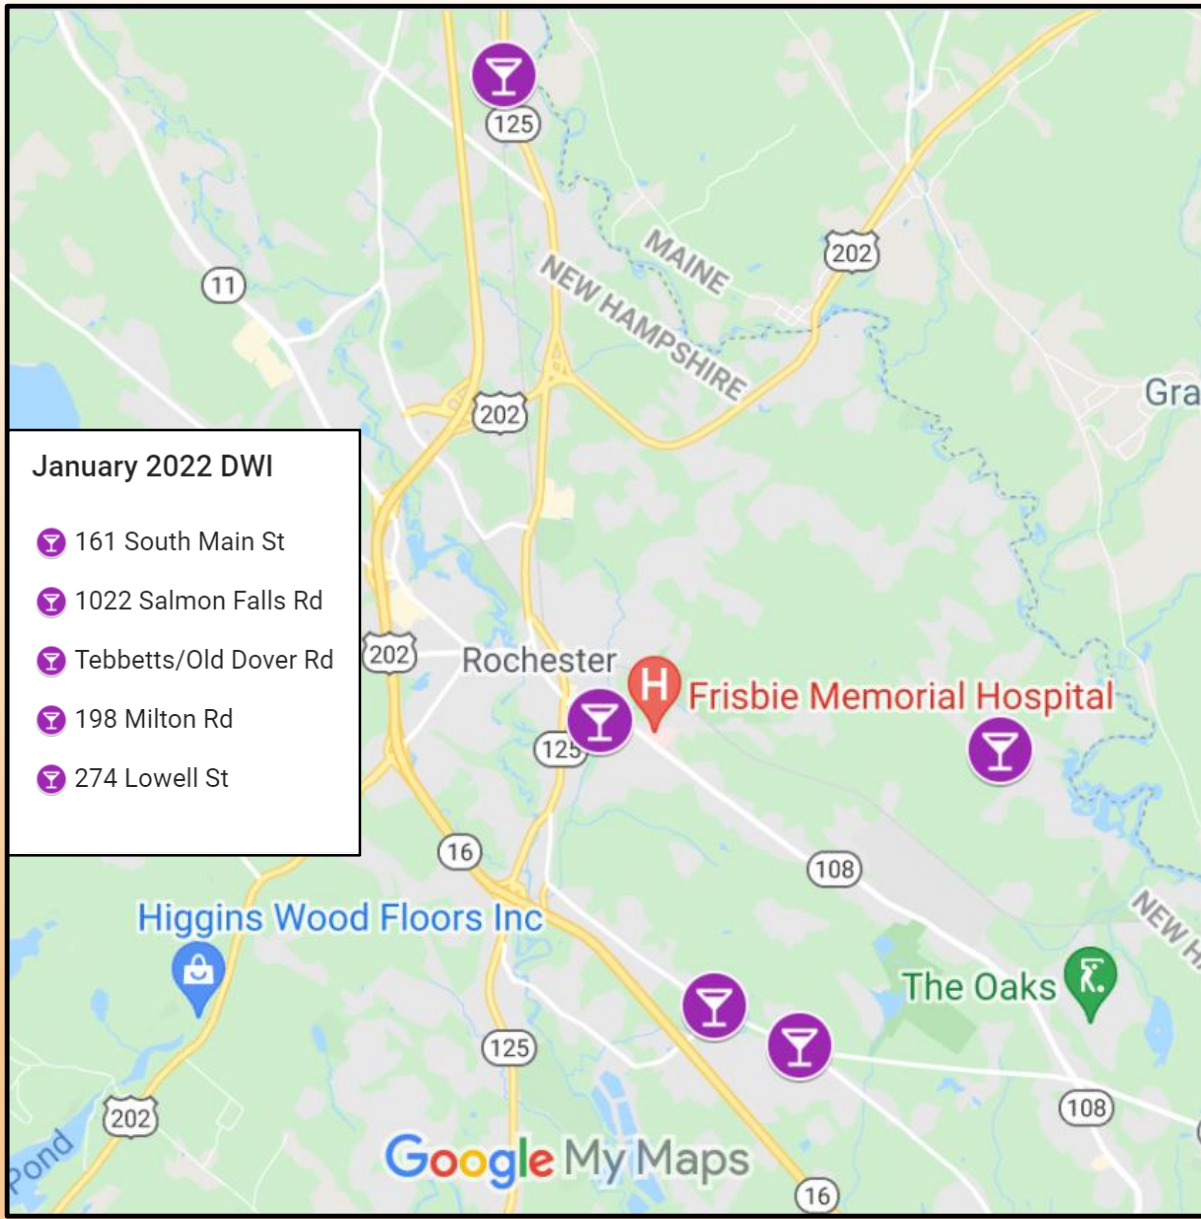 125
MAINE
202
NEW HAMPSHIRE
11
Gra
202
January 2022 DWI
161 South Main St
1022 Salmon Falls Rd
Tebbetts/Old Dover Rd
198 Milton Rd
274 Lowell St
202
Rochester
H
Frisbie Memorial Hospital
125
16
108
Higgins Wood Floors Inc
NEW HA
The Oaks
125
202
108
Pond
Google My Maps
16